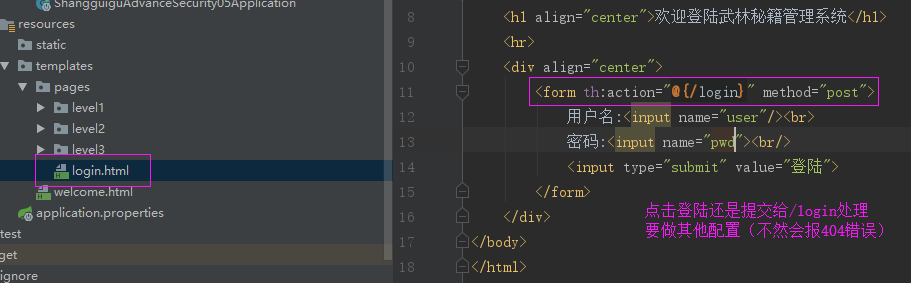 ShangguiguAdvanceSecurity05Application
resources
static
templates
pages
level1
level2
level3
login.html
welcome.html
application.properties
test
get
ignore
8 <h1 align="center">欢迎登陆武林秘籍管理系统</h1>
9 <hr>
10 <div align="center">
11 <form th:action="@{/login}" method="post">
12 用户名:<input name="user"/><br>
13 密码:<input name="pwd"><br/>
14 <input type="submit" value="登陆">
15 </form>
16 </div>
17 </body>
18 </html>
点击登陆还是提交给/login处理
要做其他配置（不然会报404错误）